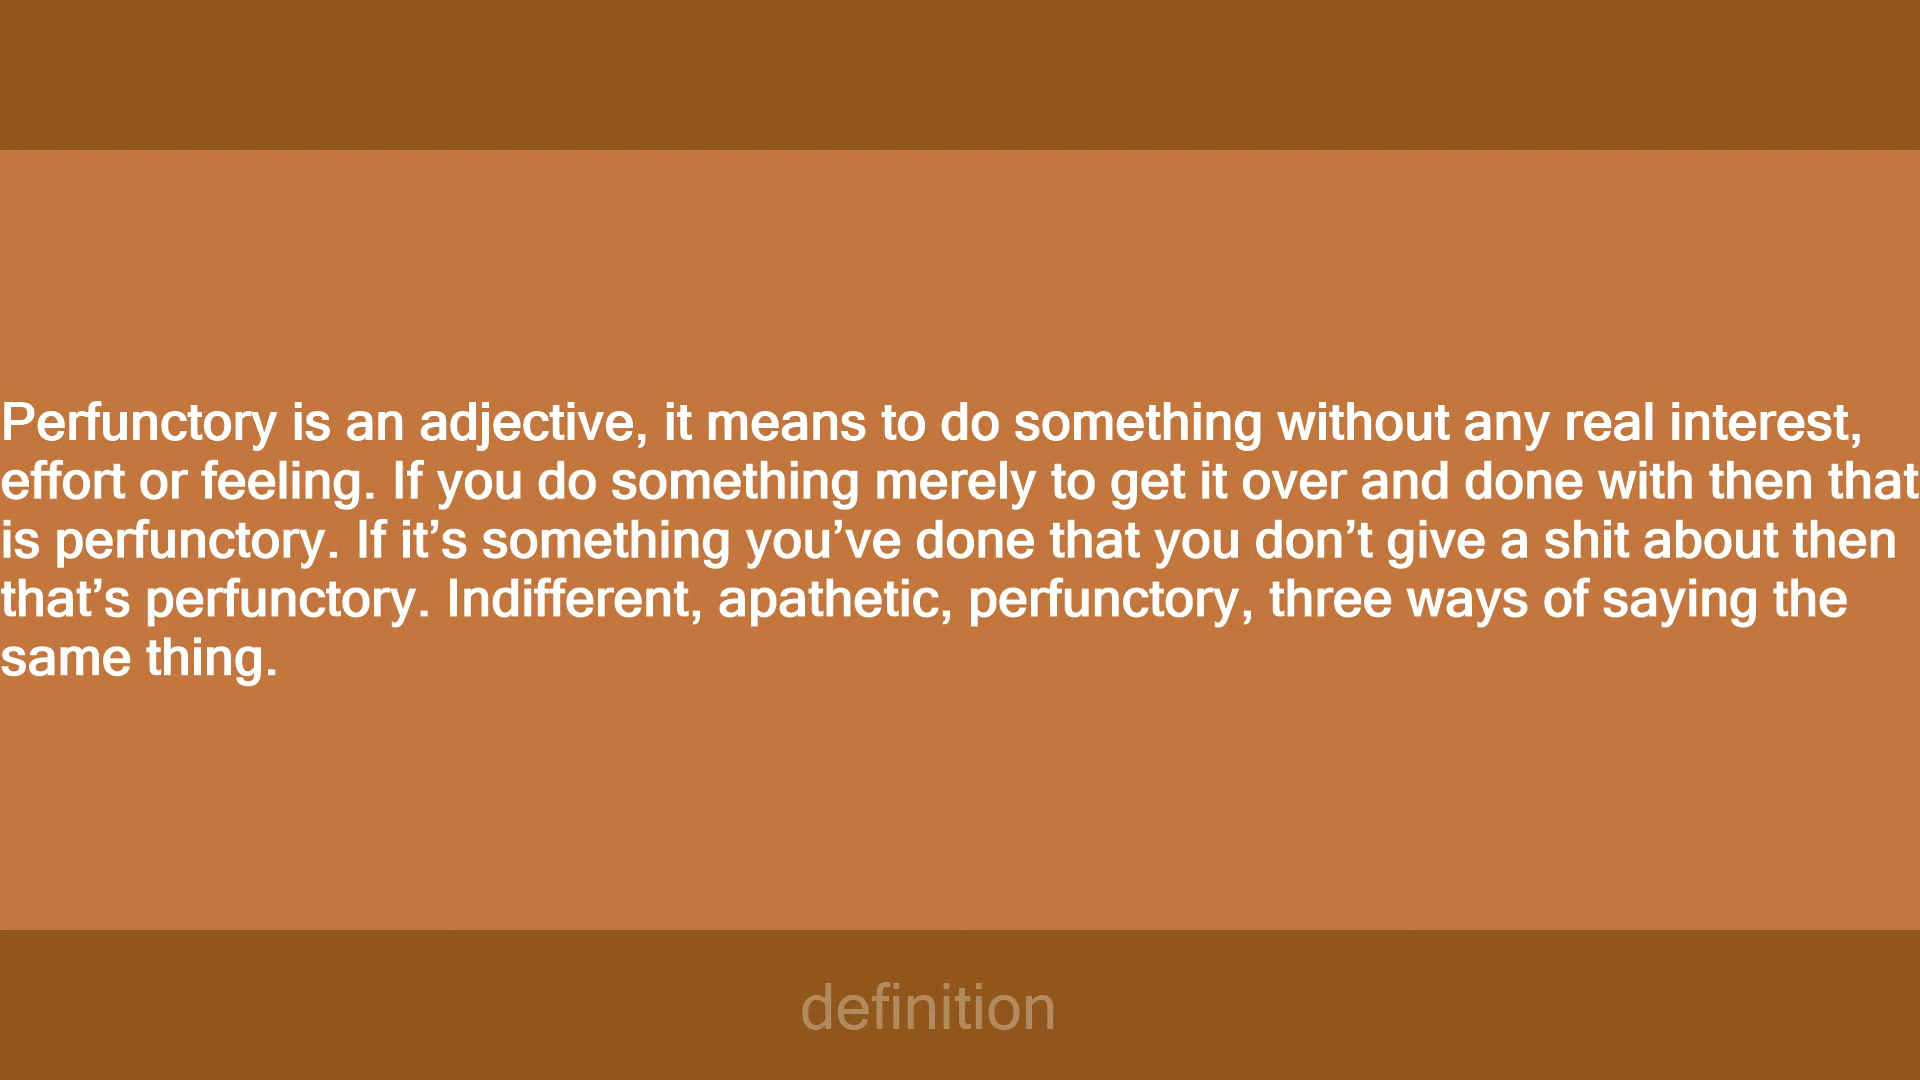 Perfunctory is an adjective, it means to do something without any real interest,
effort or feeling. If you do something merely to get it over and done with then that
is perfunctory. If it’s something you’ve done that you don’t give a shit about then
that’s perfunctory. Indifferent, apathetic, perfunctory, three ways of saying the
same thing.
definition